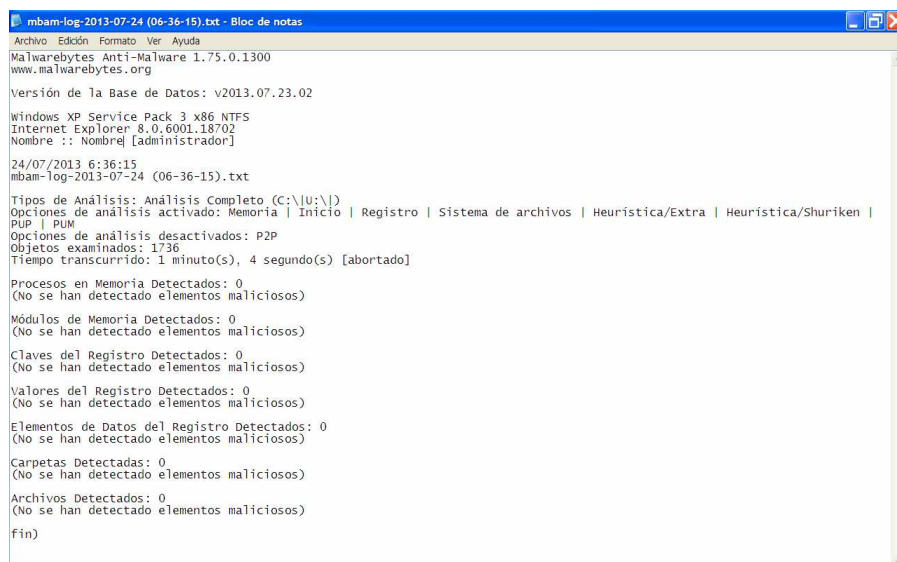 mbam-log-2013-07-24 (06-36-15).txt - Bloc de notas
Archivo Edición Formato Ver Ayuda
Malwarebytes Anti-Malware 1.75.0.1300
www.malwarebytes.org
Versión de la Base de Datos: v2013.07.23.02
Windows XP Service Pack 3 x86 NTFS
Internet Explorer 8.0.6001.18702
Nombre :: Nombre [administrador]
24/07/2013 6:36:15
mbam-log-2013-07-24 (06-36-15).txt
Tipos de Análisis: Análisis Completo (C:\|U:\|)
Opciones de análisis activado: Memoria | Inicio | Registro | Sistema de archivos | Heurística/Extra | Heurística/Shuriken |
PUP | PUM
Opciones de análisis desactivados: P2P
Objetos examinados: 1736
Tiempo transcurrido: 1 minuto(s), 4 segundo(s) [abortado]
Procesos en Memoria Detectados: 0
(No se han detectado elementos maliciosos)
Módulos de Memoria Detectados: 0
(No se han detectado elementos maliciosos)
Claves del Registro Detectados: 0
(No se han detectado elementos maliciosos)
Valores del Registro Detectados: 0
(No se han detectado elementos maliciosos)
Elementos de Datos del Registro Detectados: 0
(No se han detectado elementos maliciosos)
Carpetas Detectadas: 0
(No se han detectado elementos maliciosos)
Archivos Detectados: 0
(No se han detectado elementos maliciosos)
fin)